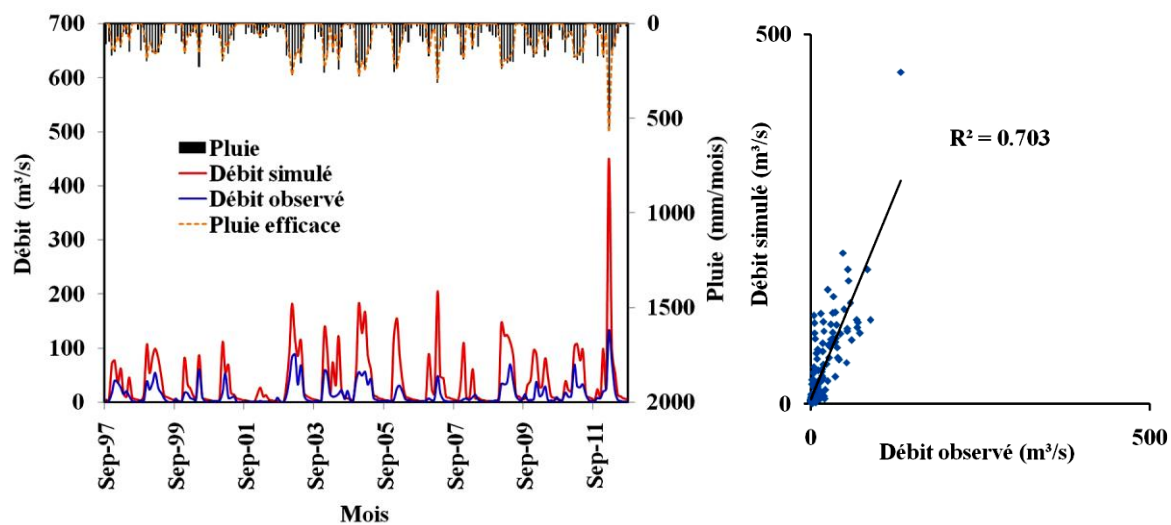 700
600
500
400
300
200
100
0
Débit (m³/s)
Pluie
Débit simulé
Débit observé
Pluie efficace
0
500
1000
1500
2000
Pluie (mm/mois)
Sep-97
Sep-99
Sep-01
Sep-03
Sep-05
Sep-07
Sep-09
Sep-11
Mois
500
0
Débit simulé (m³/s)
R² = 0.703
0
500
Débit observé (m³/s)